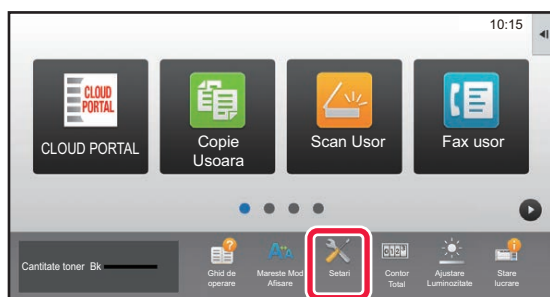 10:15
CLOUD
PORTAL
CLOUD PORTAL
Copie
Usoara
Scan Usor
Fax usor
Cantitate toner Bk
Ghid de
operare
Mareste Mod
Afisare
Setari
Contor
Total
Ajustare
Luminozitate
Stare
lucrare